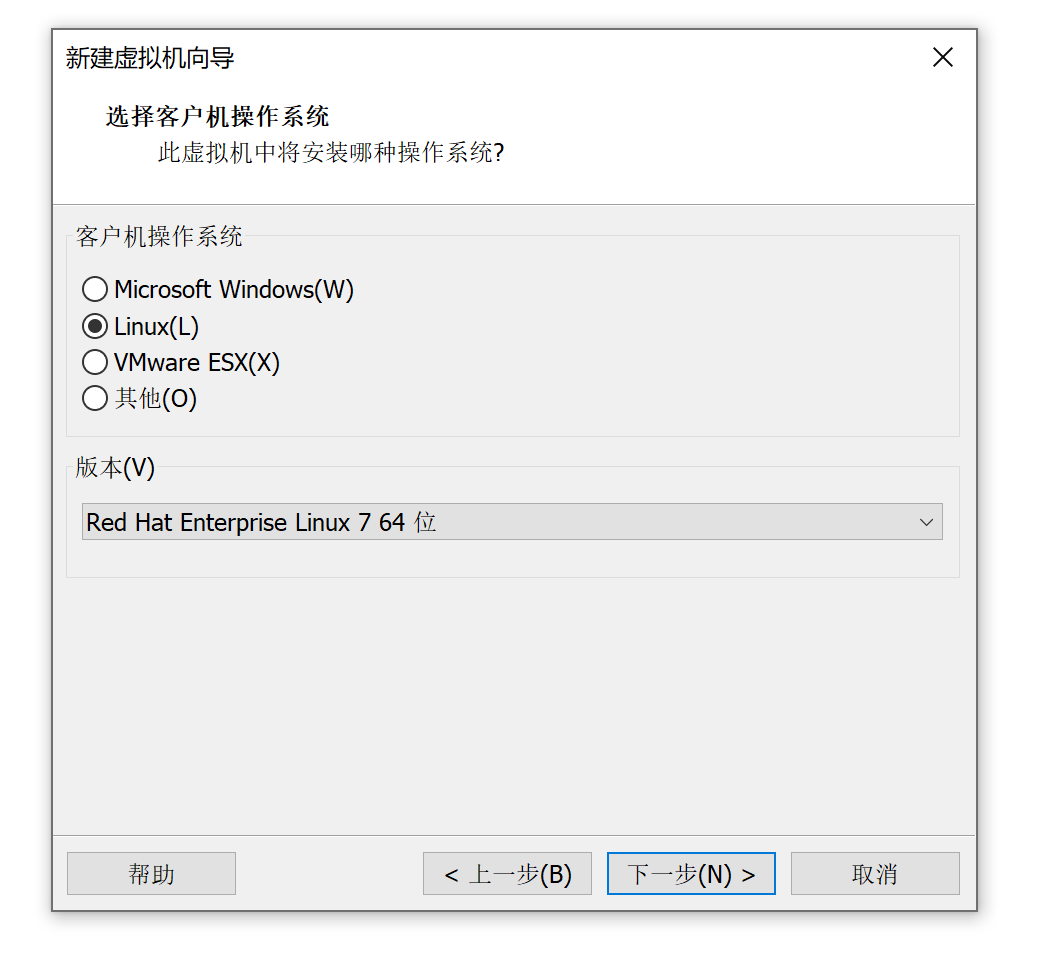 新建虚拟机向导
选择客户机操作系统
此虚拟机中将安装哪种操作系统?
客户机操作系统
Microsoft Windows(W)
Linux(L)
VMware ESX(X)
其他(O)
版本(V)
Red Hat Enterprise Linux 7 64 位
帮助
< 上一步(B)
下一步(N) >
取消